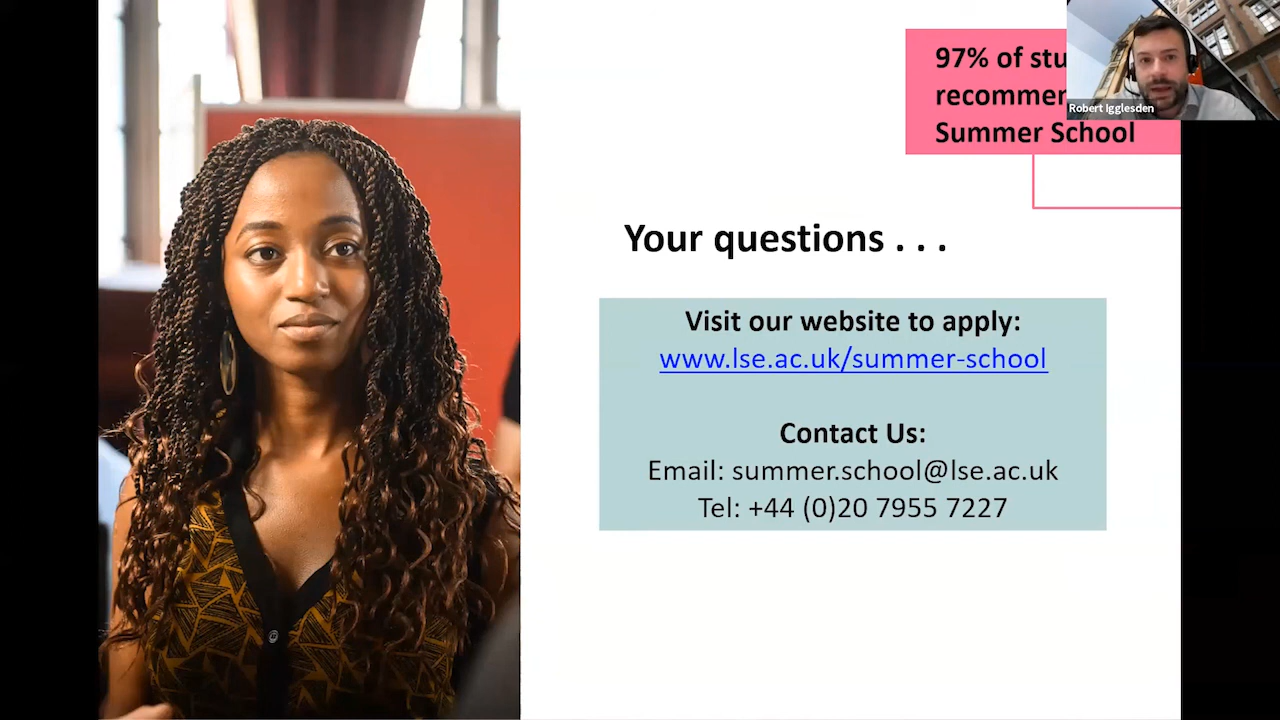 97% of
recommen
Summer School
Robert Igglesden
Your questions . . .
Visit our website to apply:
www.lse.ac.uk/summer-school
Contact Us:
Email: summer.school@lse.ac.uk
Tel: +44 (0)20 7955 7227